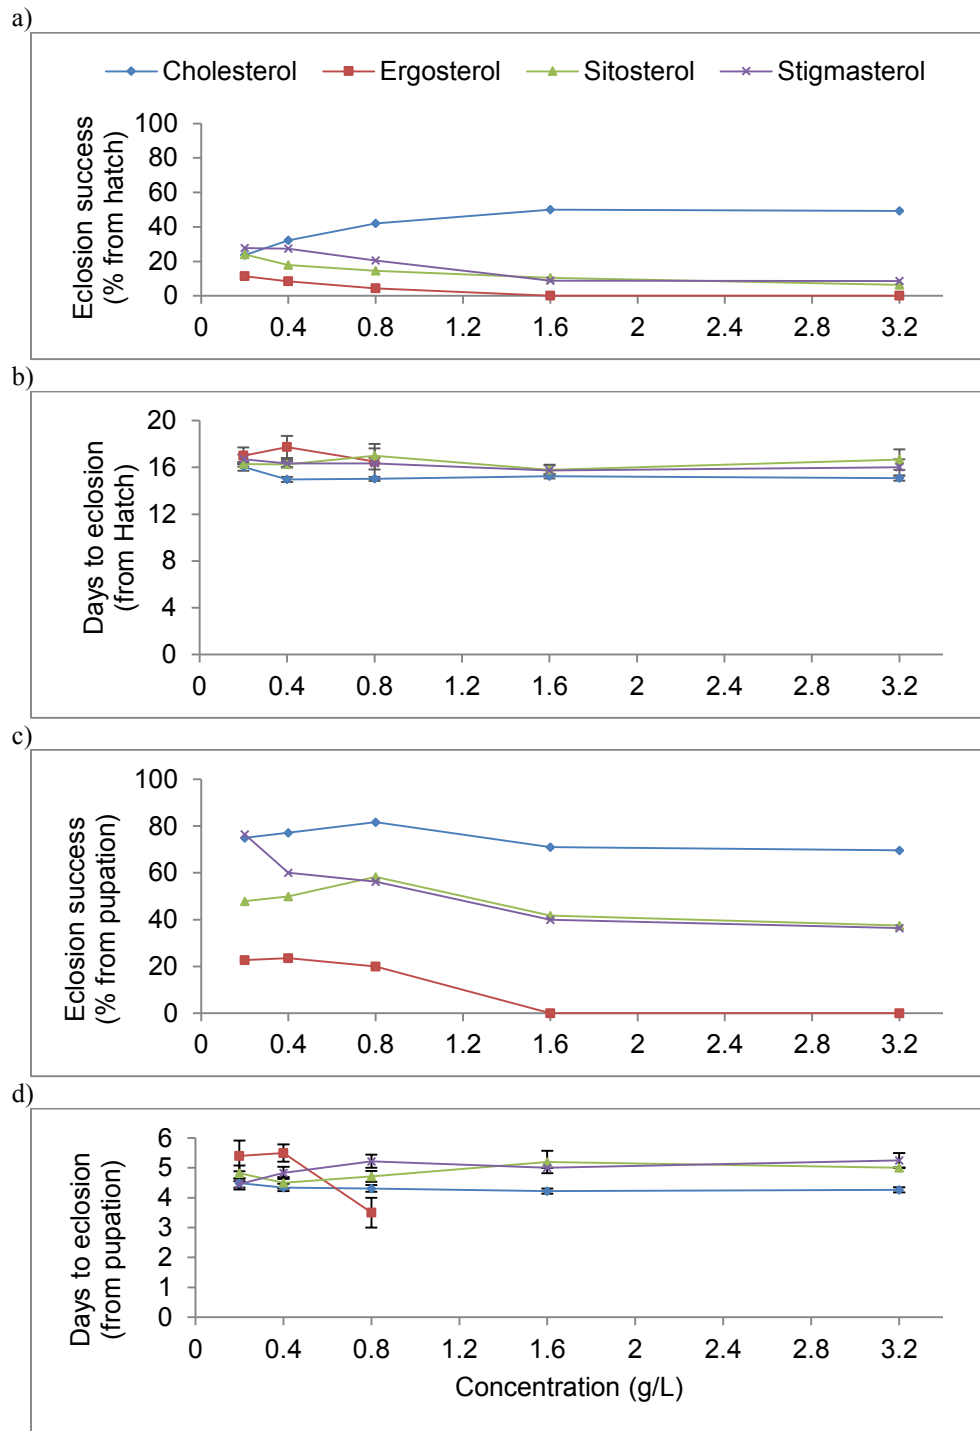 a)
Cholesterol Ergosterol Sitosterol Stigmasterol
Eclosion success
(% from hatch)
100
80
60
40
20
0
0 0.4 0.8 1.2 1.6 2 2.4 2.8 3.2
b)
Days to eclosion
(from Hatch)
20
16
12
8
4
0
0 0.4 0.8 1.2 1.6 2 2.4 2.8 3.2
c)
Eclosion success
(% from pupation)
100
80
60
40
20
0
0 0.4 0.8 1.2 1.6 2 2.4 2.8 3.2
d)
Days to eclosion
(from pupation)
6
5
4
3
2
1
0
0 0.4 0.8 1.2 1.6 2 2.4 2.8 3.2
Concentration (g/L)